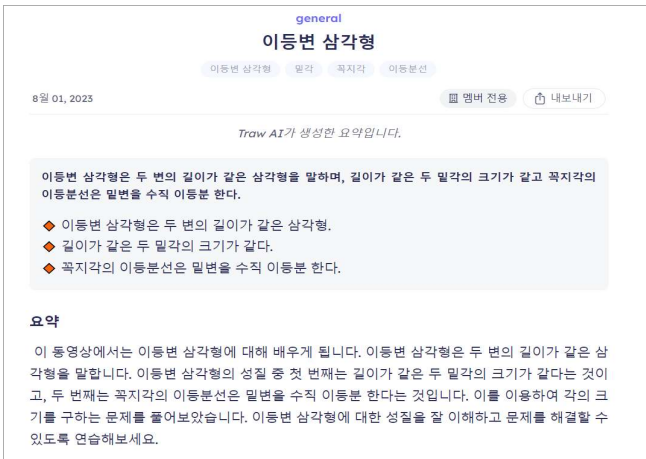 general
이등변 삼각형
이등변 삼각형 밑각 꼭지각 이등분선
8월 01, 2023 멤버 전용 내보내기
Traw AI가 생성한 요약입니다.
이등변 삼각형은 두 변의 길이가 같은 삼각형을 말하며, 길이가 같은 두 밑각의 크기가 같고 꼭지각의
이등분선은 밑변을 수직 이등분 한다.
이등변 삼각형은 두 변의 길이가 같은 삼각형.
길이가 같은 두 밑각의 크기가 같다.
꼭지각의 이등분선은 밑변을 수직 이등분 한다.
요약
이 동영상에서는 이등변 삼각형에 대해 배우게 됩니다. 이등변 삼각형은 두 변의 길이가 같은 삼
각형을 말합니다. 이등변 삼각형의 성질 중 첫 번째는 길이가 같은 두 밑각의 크기가 같다는 것이
고, 두 번째는 꼭지각의 이등분선은 밑변을 수직 이등분 한다는 것입니다. 이를 이용하여 각의 크
기를 구하는 문제를 풀어보았습니다. 이등변 삼각형에 대한 성질을 잘 이해하고 문제를 해결할 수
있도록 연습해보세요.